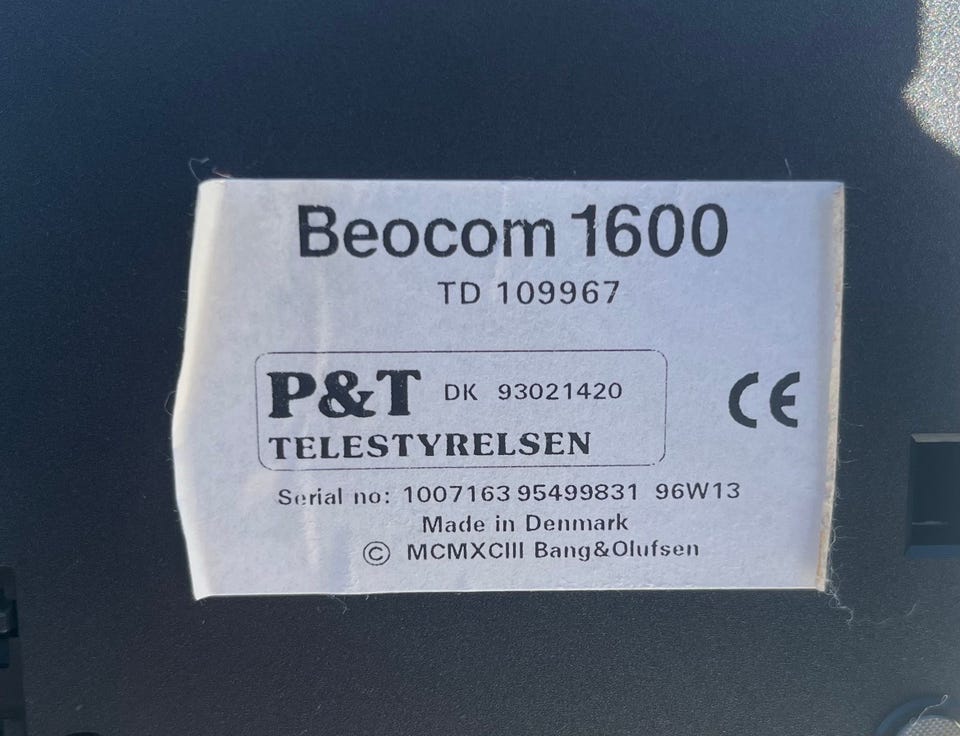 Beocom 1600
TD 109967
P&T DK 93021420
TELESTYRELSEN
CE
Serial no: 1007163 95499831 96W13
Made in Denmark
© MCMXCIII Bang&Olufsen